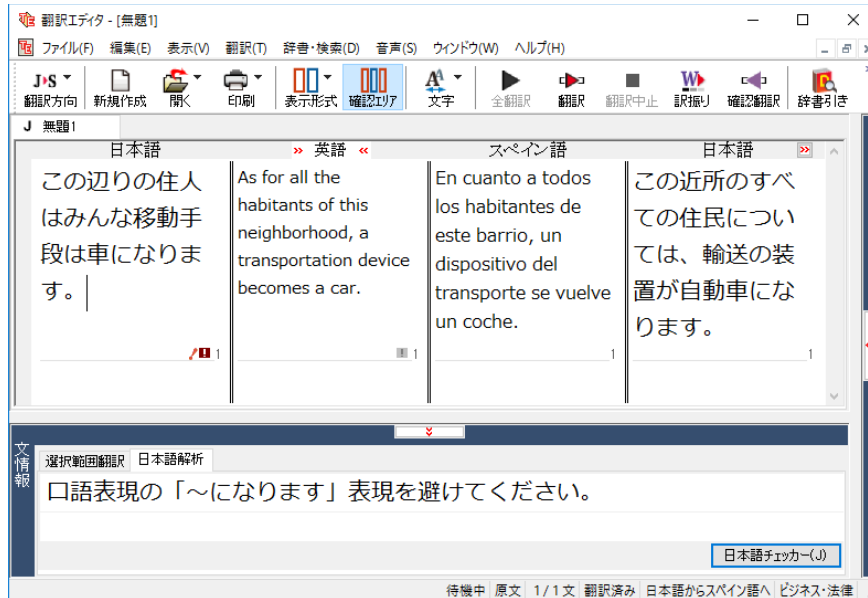 翻訳エディタ - [無題1]
ファイル(F) 編集(E) 表示(V) 翻訳(T) 辞書・検索(D) 音声(S) ウィンドウ(W) ヘルプ(H)
J S
翻訳方向 新規作成 開く 印刷 表示形式 確認エリア 文字 全翻訳 翻訳 翻訳中止 訳振り 確認翻訳 辞書引き
J 無題1
日本語
この辺りの住人
はみんな移動手
段は車になりま
す。
1
» 英語 «
As for all the
habitants of this
neighborhood, a
transportation device
becomes a car.
1
スペイン語
En cuanto a todos
los habitantes de
este barrio, un
dispositivo del
transporte se vuelve
un coche.
1
日本語
この近所のすべ
ての住民につい
ては、輸送の装
置が自動車にな
ります。
1
文情報
選択範囲翻訳 日本語解析
口語表現の「～になります」表現を避けてください。
日本語チェッカー(J)
待機中 原文 1/1文 翻訳済み 日本語からスペイン語へ ビジネス・法律